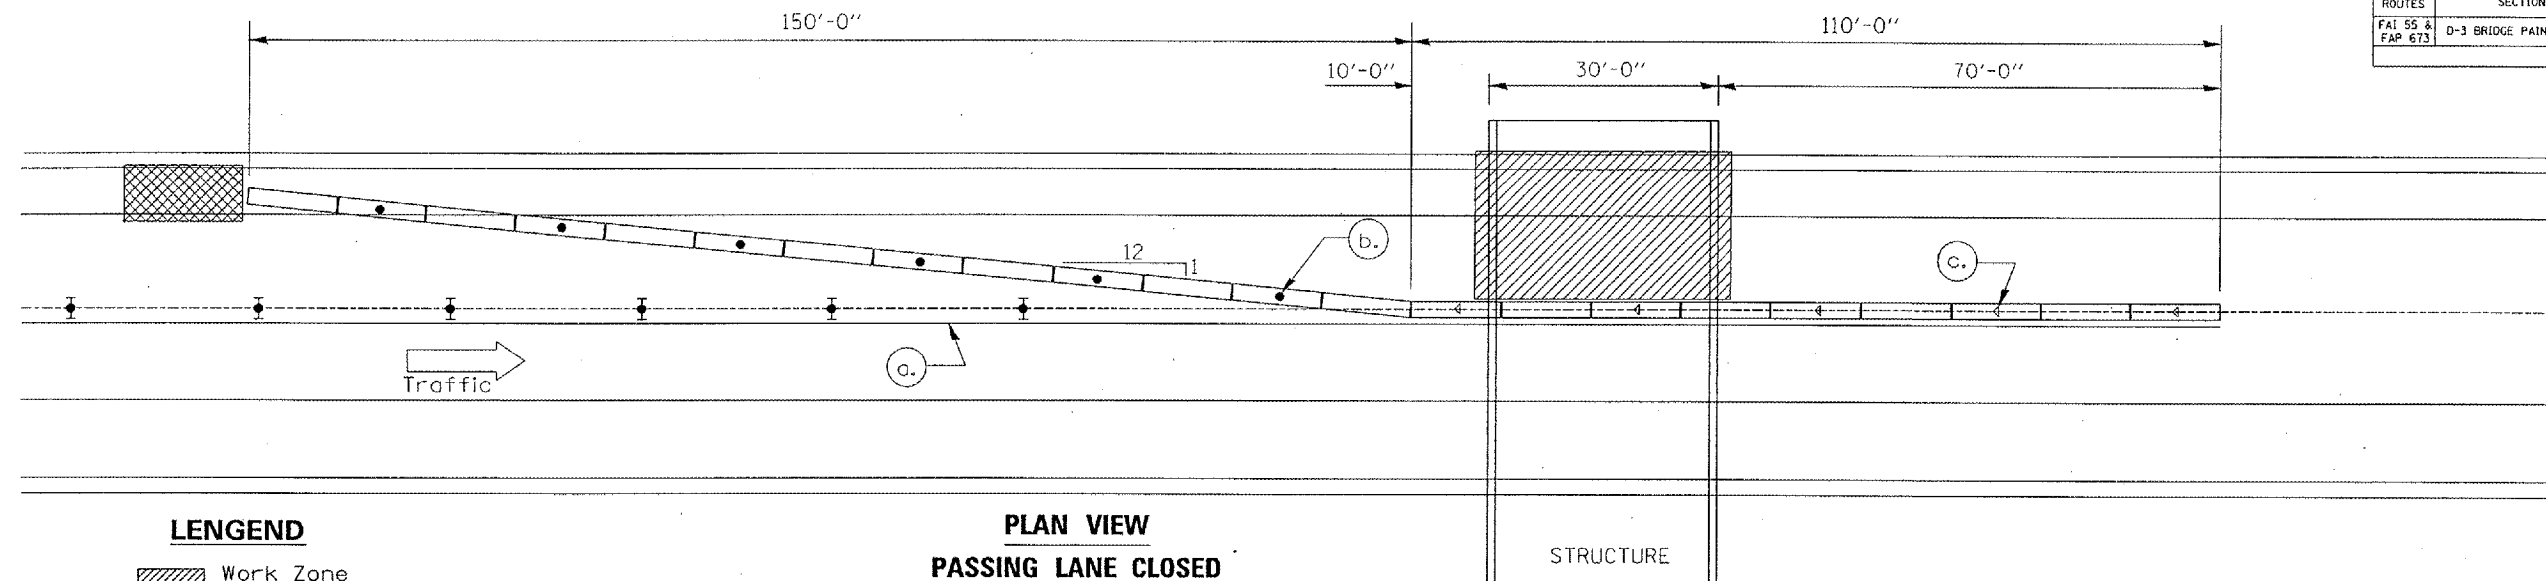 ROUTES SECTION
FAI 55 & FAP 673 D-3 BRIDGE PAIN
150'-0"
110'-0"
10'-0"
30'-0"
70'-0"
12
1
b.
c.
a.
Traffic
LENGEND
Work Zone
PLAN VIEW
PASSING LANE CLOSED
STRUCTURE